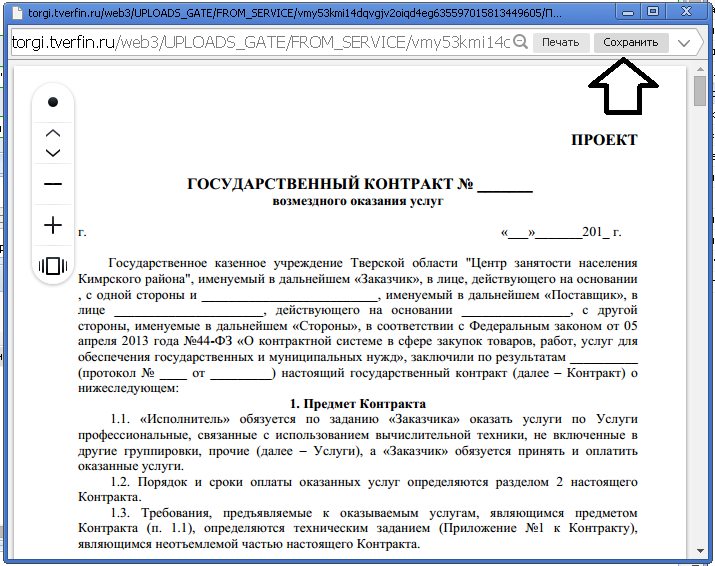 torgi.tverfin.ru/web3/UPLOADS_GATE/FROM_SERVICE/vmy53kmi14dqvgjv2oiqd4eg635597015813449605/П...
torgi.tverfin.ru/web3/UPLOADS_GATE/FROM_SERVICE/vmy53kmi14c
Печать
Сохранить
ПРОЕКТ
ГОСУДАРСТВЕННЫЙ КОНТРАКТ № _______
возмездного оказания услуг
г. «___»_______201_ г.
Государственное казенное учреждение Тверской области "Центр занятости населения
Кимрского района", именуемый в дальнейшем «Заказчик», в лице, действующего на основании
, с одной стороны и _________________________, именуемый в дальнейшем «Поставщик», в
лице _____________________, действующего на основании _______________, с другой
стороны, именуемые в дальнейшем «Стороны», в соответствии с Федеральным законом от 05
апреля 2013 года №44-ФЗ «О контрактной системе в сфере закупок товаров, работ, услуг для
обеспечения государственных и муниципальных нужд», заключили по результатам __________
(протокол № ____ от _________) настоящий государственный контракт (далее – Контракт) о
нижеследующем:
1. Предмет Контракта
1.1. «Исполнитель» обязуется по заданию «Заказчика» оказать услуги по Услуги
профессиональные, связанные с использованием вычислительной техники, не включенные в
другие группировки, прочие (далее – Услуги), а «Заказчик» обязуется принять и оплатить
оказанные услуги.
1.2. Порядок и сроки оплаты оказанных услуг определяются разделом 2 настоящего
Контракта.
1.3. Требования, предъявляемые к оказываемым услугам, являющимся предметом
Контракта (п. 1.1), определяются техническим заданием (Приложение №1 к Контракту),
являющимся неотъемлемой частью настоящего Контракта.